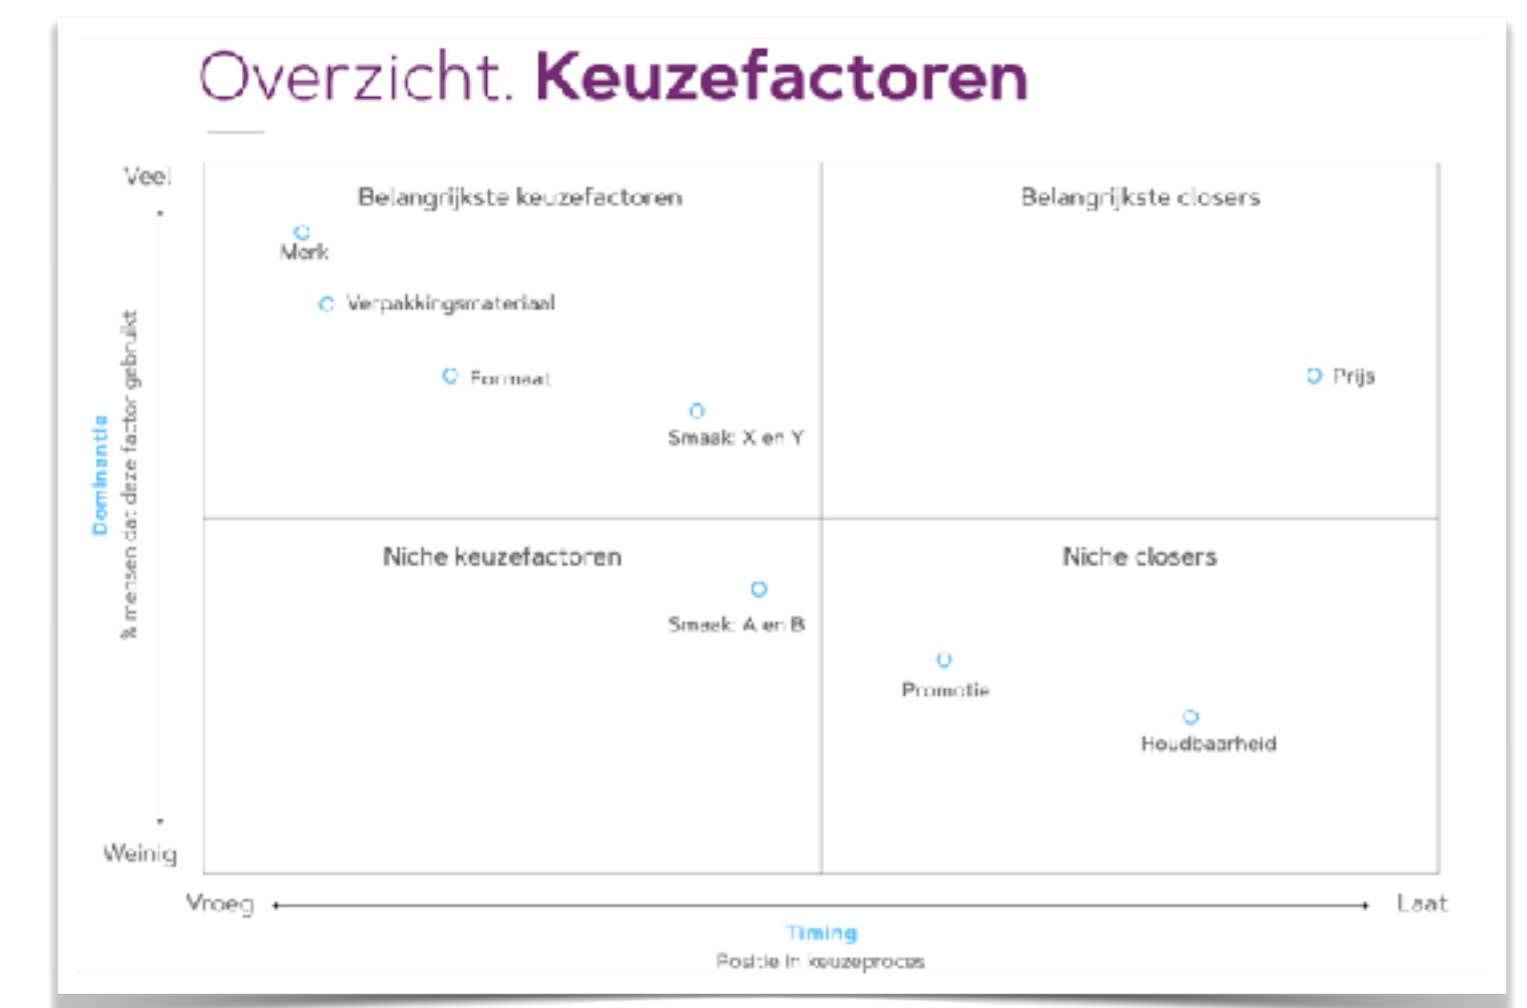 Overzicht. Keuzefactoren
Veel
Belangrijkste keuzefactoren
Belangrijkste closers
Merk
Verpakkingsmateriaal
Formaat
Prijs
Smaak: X en Y
Dominantie
% mensen dat deze factor gebruikt
Niche keuzefactoren
Niche closers
Smaak: A en B
Promotie
Houdbaarheid
Weinig
Vroeg
Laat
Timing
Positie in keuzeproces